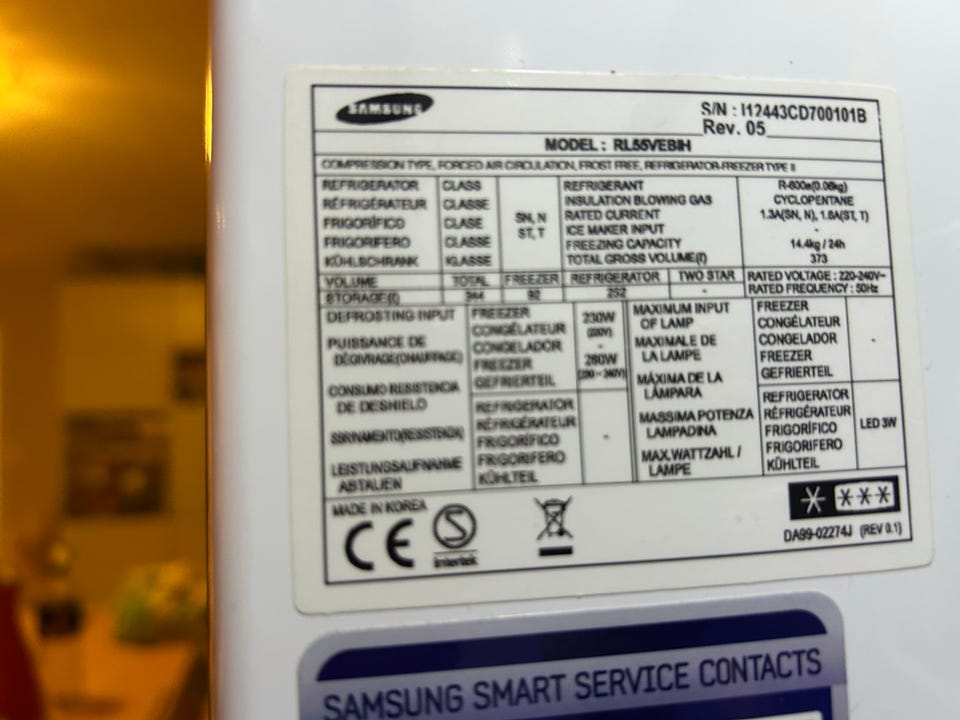 SAMSUNG
S/N : I12443CD700101B
Rev. 05
MODEL : RL55VEBIH
COMPRESSION TYPE, FORCED AIR CIRCULATION, FROST FREE, REFRIGERATOR-FREEZER TYPE II
REFRIGERATOR CLASS
RÉFRIGÉRATEUR CLASSE
FRIGORÍFICO CLASE
FRIGORIFERO CLASSE
KÜHLSCHRANK KLASSE
SN, N
ST, T
REFRIGERANT R-600a(0.06kg)
INSULATION BLOWING GAS CYCLOPENTANE
RATED CURRENT 1.3A(SN, N), 1.6A(ST, T)
ICE MAKER INPUT -
FREEZING CAPACITY 14.4kg / 24h
TOTAL GROSS VOLUME(ℓ) 373
VOLUME TOTAL FREEZER REFRIGERATOR TWO STAR
STORAGE(ℓ) 344 92 252 -
RATED VOLTAGE : 220-240V~
RATED FREQUENCY : 50Hz
DEFROSTING INPUT
PUISSANCE DE
DÉGIVRAGE(CHAUFFAGE)
CONSUMO RESISTENCIA
DE DESHIELO
SBRINAMENTO(RESISTENZA)
LEISTUNGSAUFNAHME
ABTAUEN
FREEZER
CONGÉLATEUR
CONGELADOR
FREEZER
GEFRIERTEIL
230W
(220V)
-
280W
(230 ~ 240V)
REFRIGERATOR
RÉFRIGÉRATEUR
FRIGORÍFICO
FRIGORIFERO
KÜHLTEIL
-
MAXIMUM INPUT
OF LAMP
MAXIMALE DE
LA LAMPE
MÁXIMA DE LA
LÁMPARA
MASSIMA POTENZA
LAMPADINA
MAX.WATTZAHL /
LAMPE
FREEZER
CONGÉLATEUR
CONGELADOR
FREEZER
GEFRIERTEIL
-
REFRIGERATOR
RÉFRIGÉRATEUR
FRIGORÍFICO
FRIGORIFERO
KÜHLTEIL
LED 3W
MADE IN KOREA
CE
S
Intertek
DA99-02274J (REV 0.1)
SAMSUNG SMART SERVICE CONTACTS